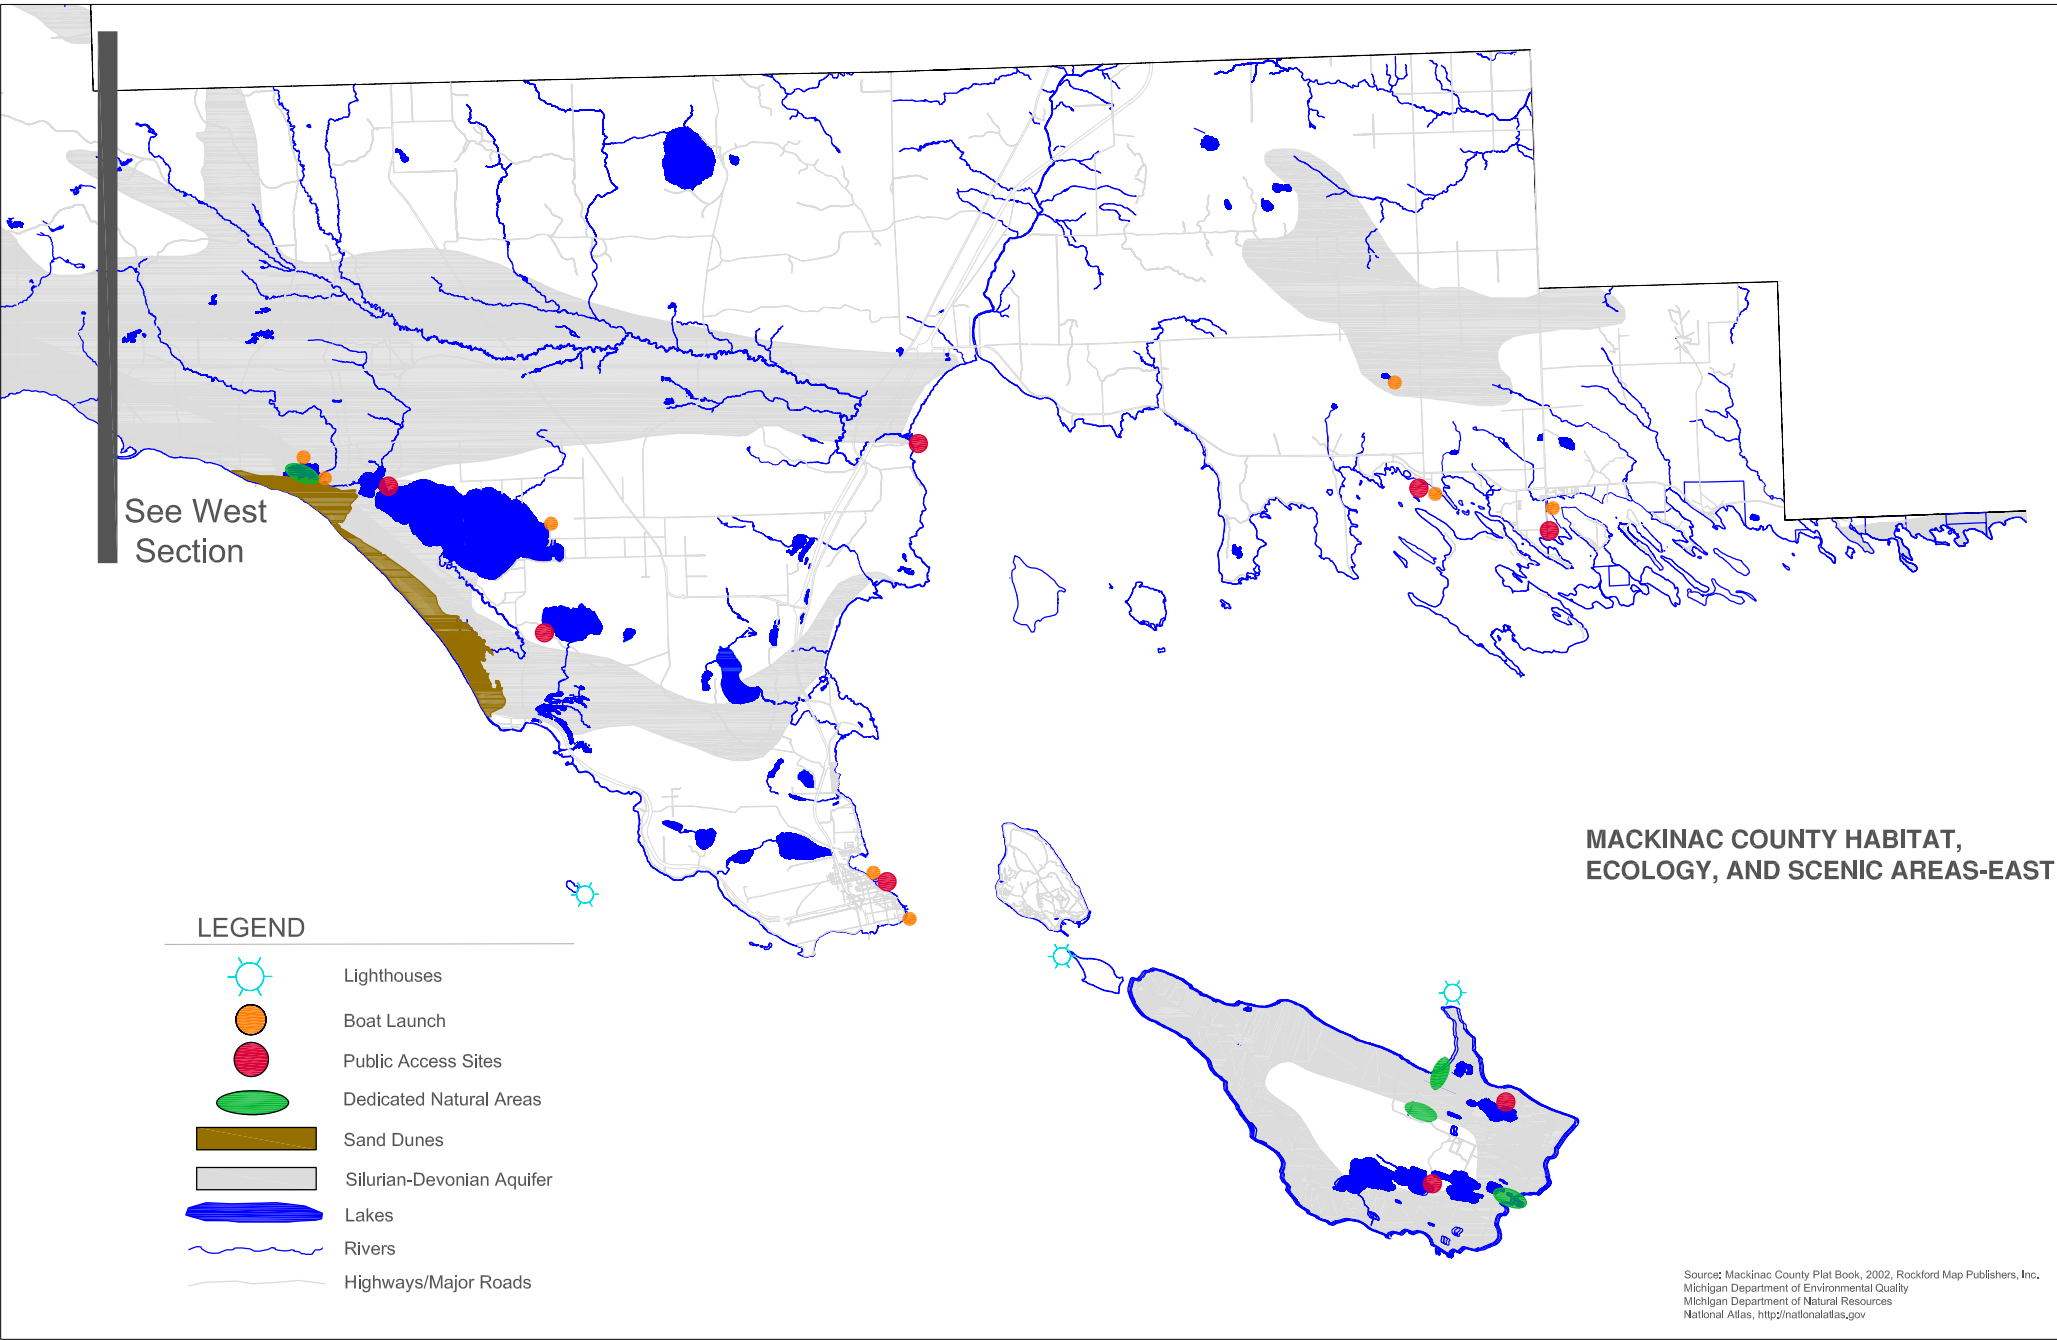 See West
Section
MACKINAC COUNTY HABITAT,
ECOLOGY, AND SCENIC AREAS-EAST
LEGEND
Lighthouses
Boat Launch
Public Access Sites
Dedicated Natural Areas
Sand Dunes
Silurian-Devonian Aquifer
Lakes
Rivers
Highways/Major Roads
Source: Mackinac County Plat Book, 2002, Rockford Map Publishers, Inc.
Michigan Department of Environmental Quality
Michigan Department of Natural Resources
National Atlas, http://nationalatlas.gov